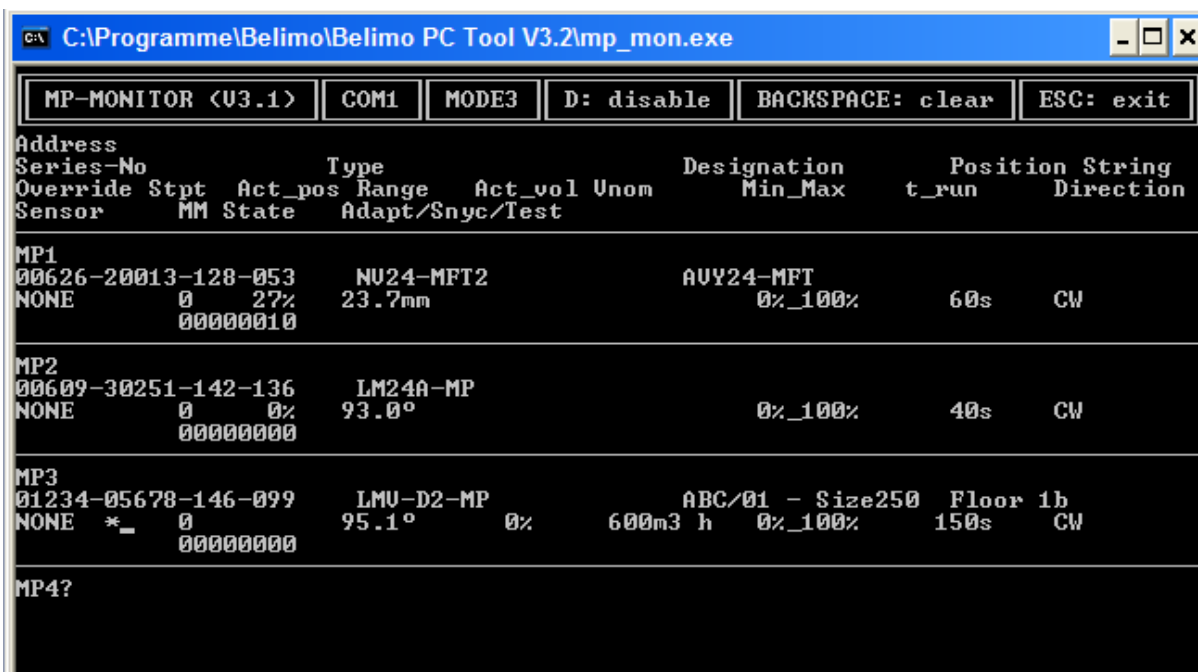 C:\Programme\Belimo\Belimo PC Tool V3.2\mp_mon.exe
MP-MONITOR (V3.1) COM1 MODE3 D: disable BACKSPACE: clear ESC: exit
Address
Series-No Type Designation Position String
Override Stpt Act_pos Range Act_vol Vnom Min_Max t_run Direction
Sensor MM State Adapt/Snyc/Test
MP1
00626-20013-128-053 NV24-MFT2 AVY24-MFT
NONE 0 27% 23.7mm 0%_100% 60s CW
00000010
MP2
00609-30251-142-136 LM24A-MP
NONE 0 0% 93.0º 0%_100% 40s CW
00000000
MP3
01234-05678-146-099 LMV-D2-MP ABC/01 - Size250 Floor 1b
NONE *_ 0 95.1º 0% 600m3 h 0%_100% 150s CW
00000000
MP4?